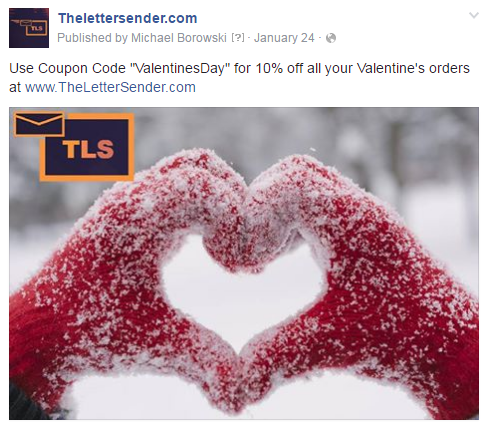 TLS
Thelettersender.com
Published by Michael Borowski [?] · January 24 ·
Use Coupon Code "ValentinesDay" for 10% off all your Valentine's orders
at www.TheLetterSender.com
TLS